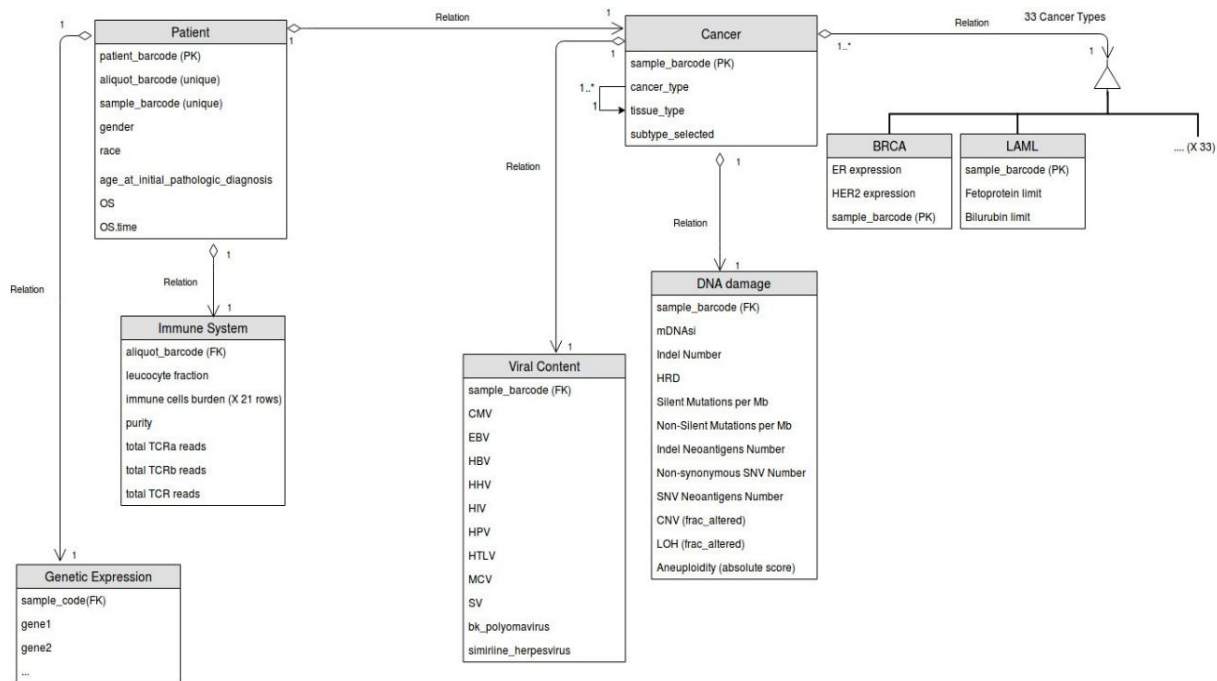 1
Patient
patient_barcode (PK)
aliquot_barcode (unique)
sample_barcode (unique)
gender
race
age_at_initial_pathologic_diagnosis
OS
OS.time
1
Relation
1
Cancer
sample_barcode (PK)
cancer_type
tissue_type
subtype_selected
1..*
1
1..*
33 Cancer Types
1
BRCA
ER expression
HER2 expression
sample_barcode (PK)
LAML
sample_barcode (PK)
Fetoprotein limit
Bilurubin limit
.... (X 33)
1
Relation
1
1
Relation
1
1
Relation
1
Relation
1
Immune System
aliquot_barcode (FK)
leucocyte fraction
immune cells burden (X 21 rows)
purity
total TCRa reads
total TCRb reads
total TCR reads
Viral Content
sample_barcode (FK)
CMV
EBV
HBV
HHV
HIV
HPV
HTLV
MCV
SV
bk_polyomavirus
simiriine_herpesvirus
DNA damage
sample_barcode (FK)
mDNAsi
Indel Number
HRD
Silent Mutations per Mb
Non-Silent Mutations per Mb
Indel Neoantigens Number
Non-synonymous SNV Number
SNV Neoantigens Number
CNV (frac_altered)
LOH (frac_altered)
Aneuploidity (absolute score)
1
Genetic Expression
sample_code(FK)
gene1
gene2
...